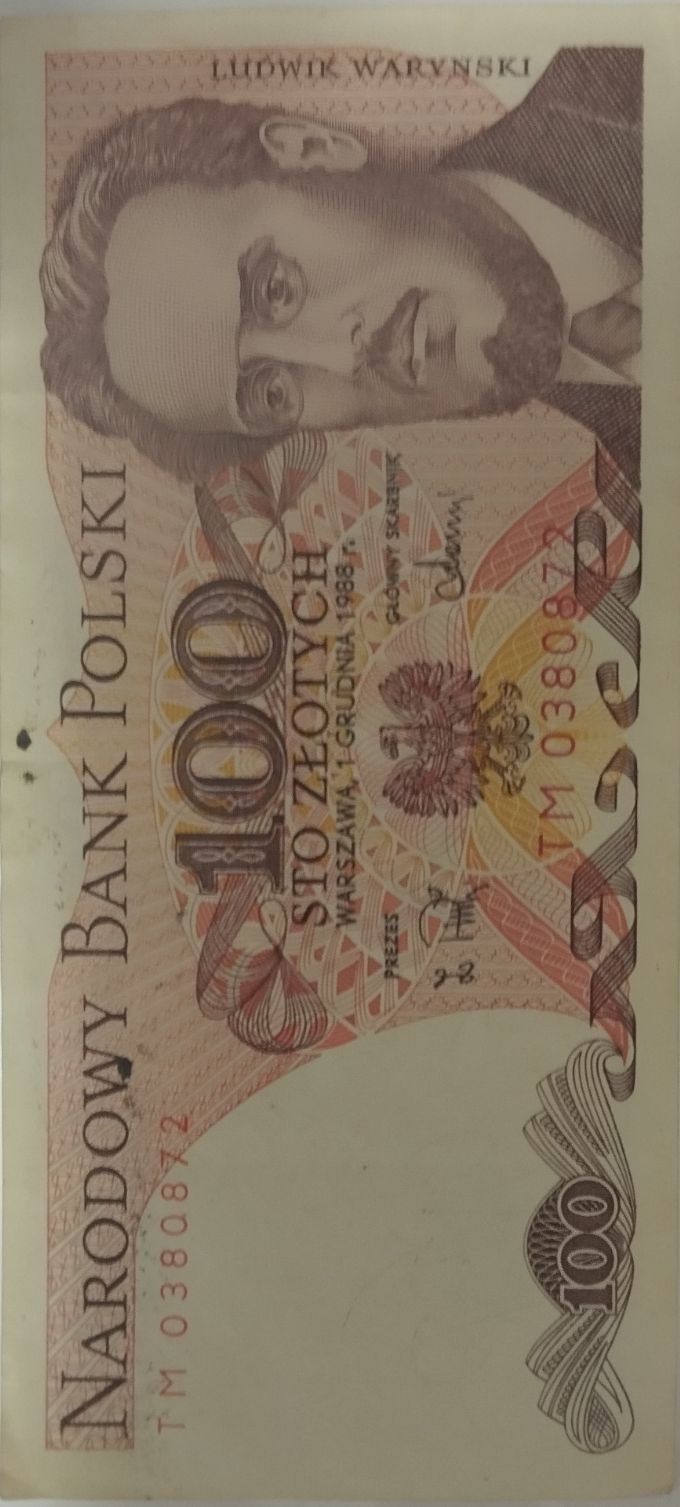 NARODOWY BANK POLSKI
LUDWIK WARYŃSKI
TM 0380872
100
STO ZŁOTYCH
WARSZAWA, 1 GRUDNIA 1988 r.
PREZES
GŁÓWNY SKARBNIK
TM 0380872
100